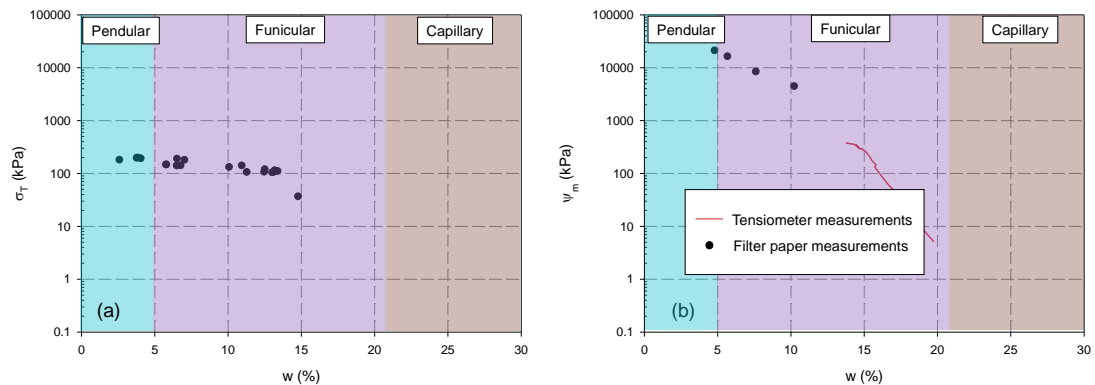 Pendular
Funicular
Capillary
100000
10000
1000
100
10
1
0.1
σT (kPa)
(a)
0 5 10 15 20 25 30
w (%)
Pendular
Funicular
Capillary
100000
10000
1000
100
10
1
0.1
ψm (kPa)
Tensiometer measurements
Filter paper measurements
(b)
0 5 10 15 20 25 30
w (%)